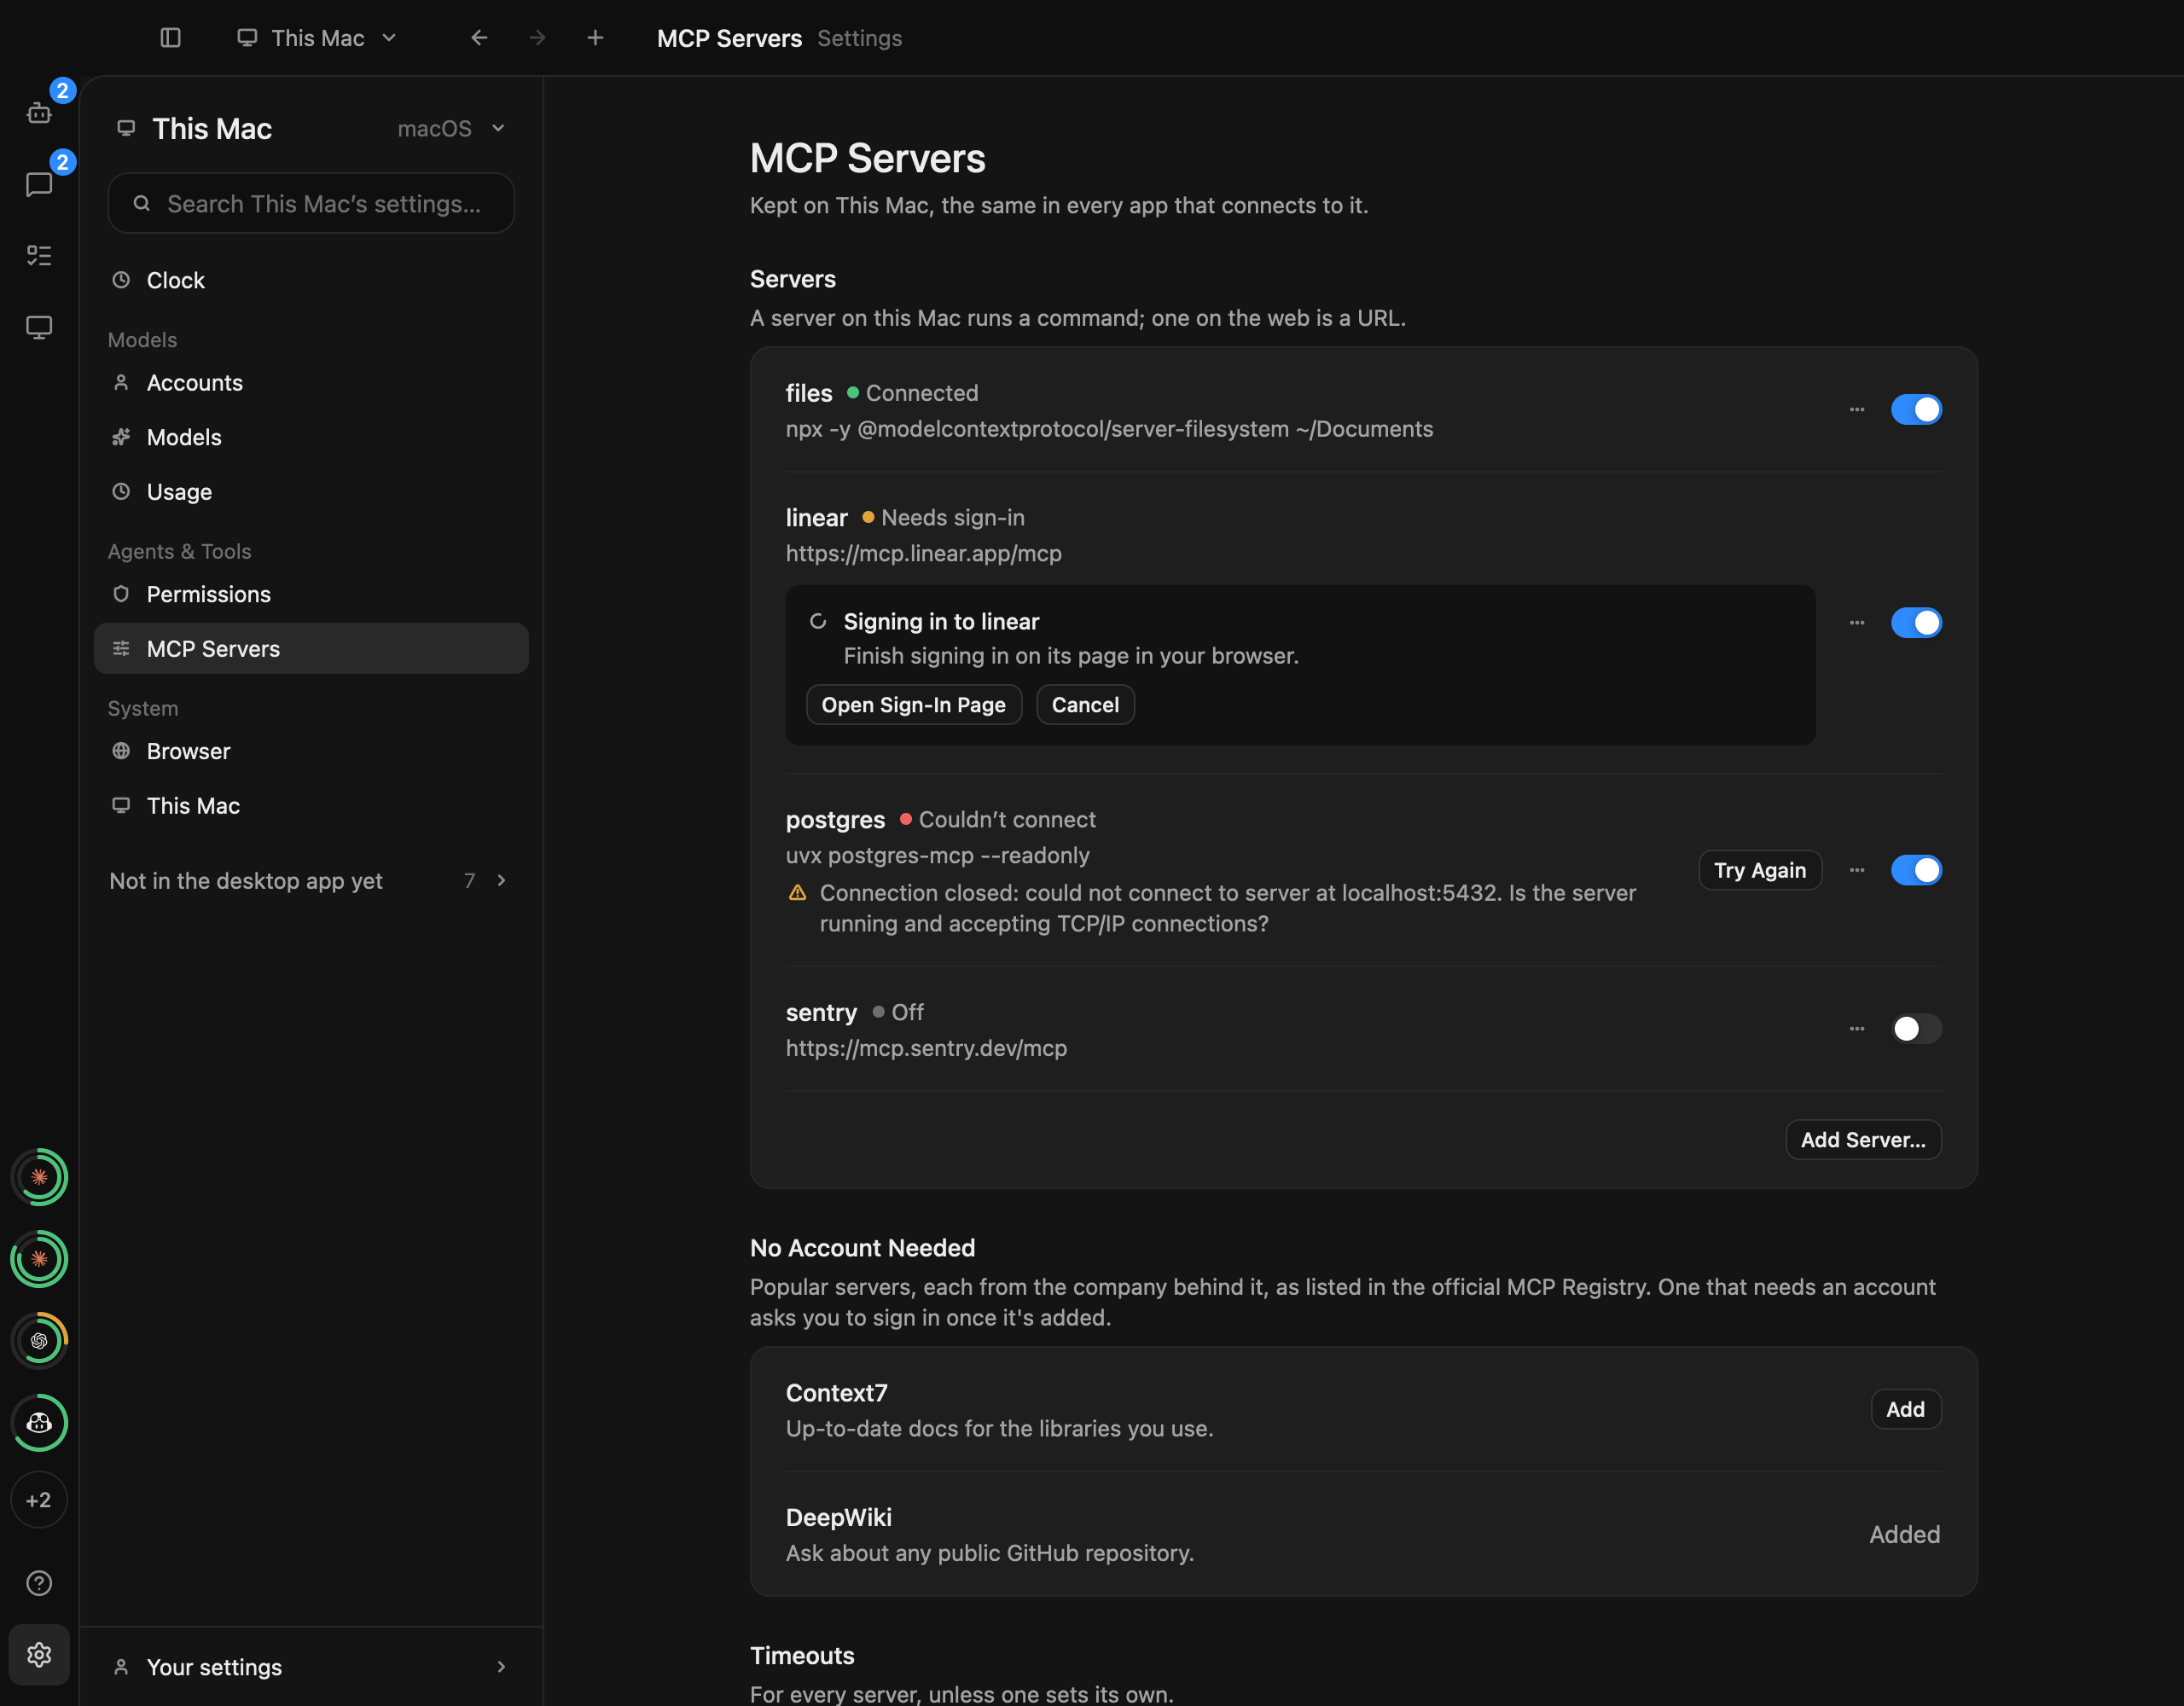 This Mac
MCP Servers Settings
2
2
This Mac macOS
Search This Mac’s settings...
Clock
Models
Accounts
Models
Usage
Agents & Tools
Permissions
MCP Servers
System
Browser
This Mac
Not in the desktop app yet 7
+2
Your settings
MCP Servers
Kept on This Mac, the same in every app that connects to it.
Servers
A server on this Mac runs a command; one on the web is a URL.
files Connected
npx -y @modelcontextprotocol/server-filesystem ~/Documents
linear Needs sign-in
https://mcp.linear.app/mcp
Signing in to linear
Finish signing in on its page in your browser.
Open Sign-In Page Cancel
postgres Couldn’t connect
uvx postgres-mcp --readonly
Connection closed: could not connect to server at localhost:5432. Is the server
running and accepting TCP/IP connections?
Try Again
sentry Off
https://mcp.sentry.dev/mcp
Add Server...
No Account Needed
Popular servers, each from the company behind it, as listed in the official MCP Registry. One that needs an account
asks you to sign in once it's added.
Context7
Up-to-date docs for the libraries you use.
Add
DeepWiki
Ask about any public GitHub repository.
Added
Timeouts
For every server, unless one sets its own.